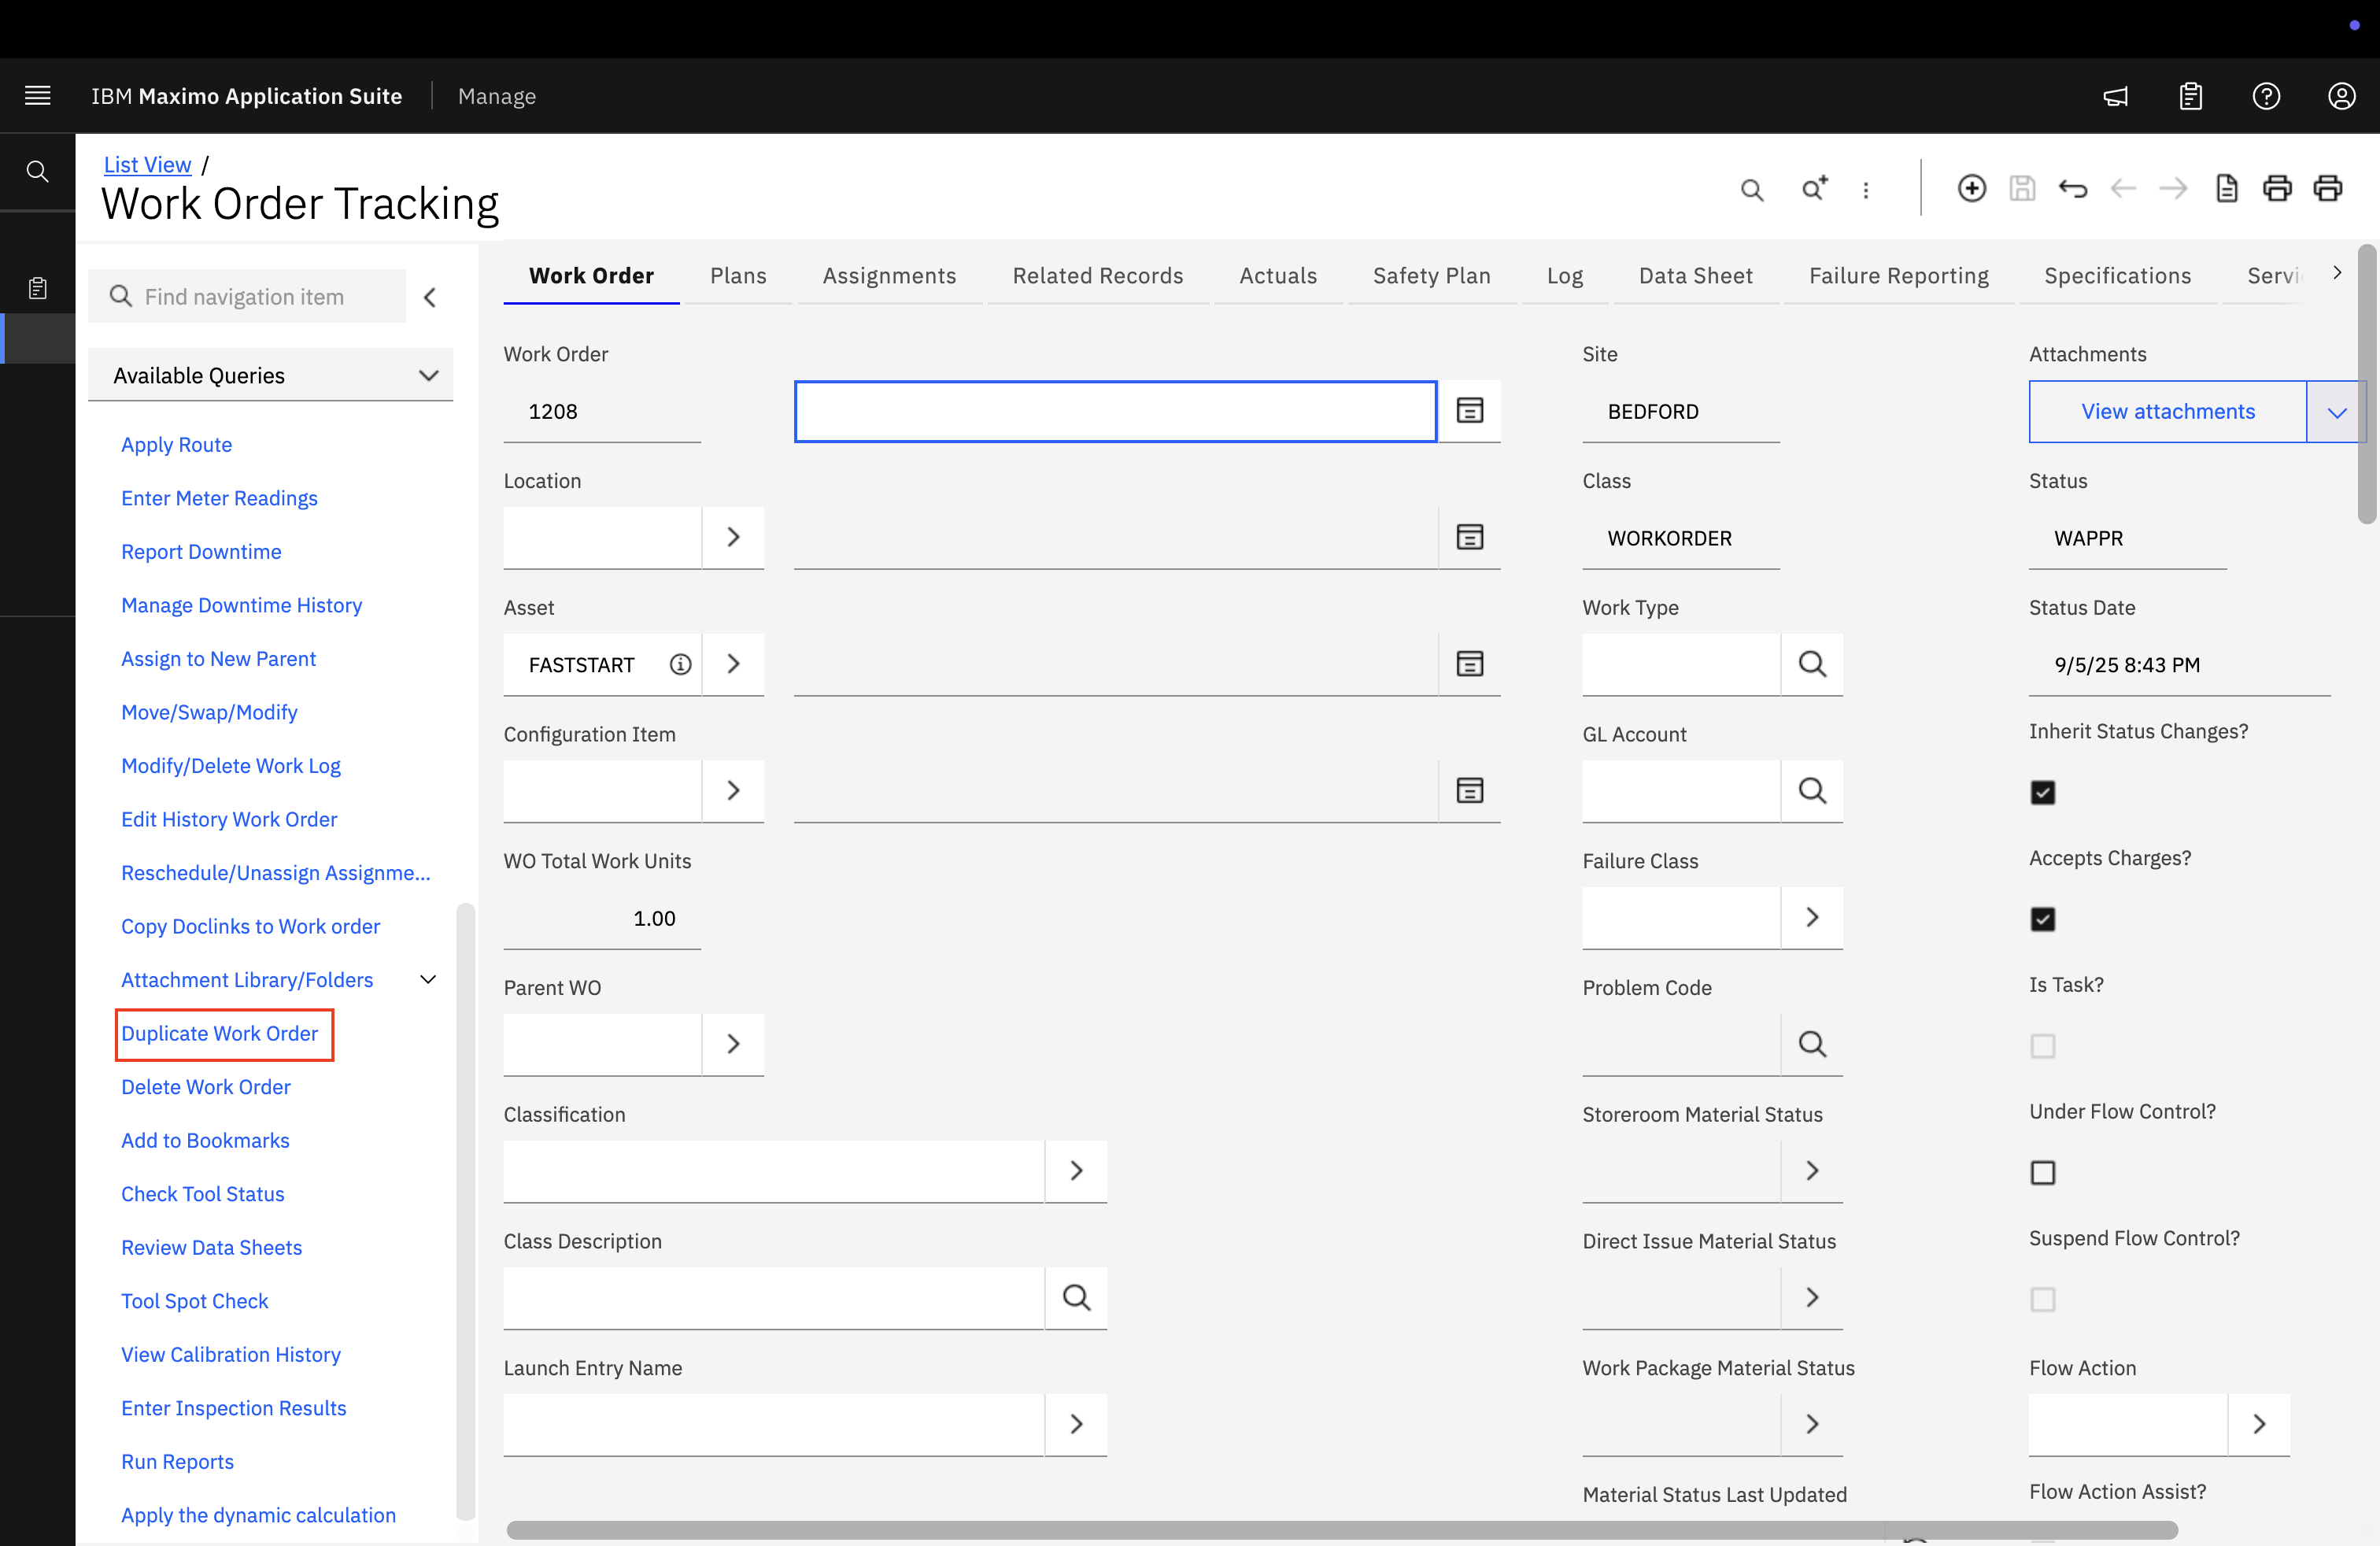 IBM Maximo Application Suite
Manage
List View /
Work Order Tracking
Find navigation item
Available Queries
Apply Route
Enter Meter Readings
Report Downtime
Manage Downtime History
Assign to New Parent
Move/Swap/Modify
Modify/Delete Work Log
Edit History Work Order
Reschedule/Unassign Assignme...
Copy Doclinks to Work order
Attachment Library/Folders
Duplicate Work Order
Delete Work Order
Add to Bookmarks
Check Tool Status
Review Data Sheets
Tool Spot Check
View Calibration History
Enter Inspection Results
Run Reports
Apply the dynamic calculation
Work Order
Plans
Assignments
Related Records
Actuals
Safety Plan
Log
Data Sheet
Failure Reporting
Specifications
Servi
Work Order
1208
Location
Asset
FASTSTART
Configuration Item
WO Total Work Units
1.00
Parent WO
Classification
Class Description
Launch Entry Name
Site
BEDFORD
Class
WORKORDER
Work Type
GL Account
Failure Class
Problem Code
Storeroom Material Status
Direct Issue Material Status
Work Package Material Status
Material Status Last Updated
Attachments
View attachments
Status
WAPPR
Status Date
9/5/25 8:43 PM
Inherit Status Changes?
Accepts Charges?
Is Task?
Under Flow Control?
Suspend Flow Control?
Flow Action
Flow Action Assist?